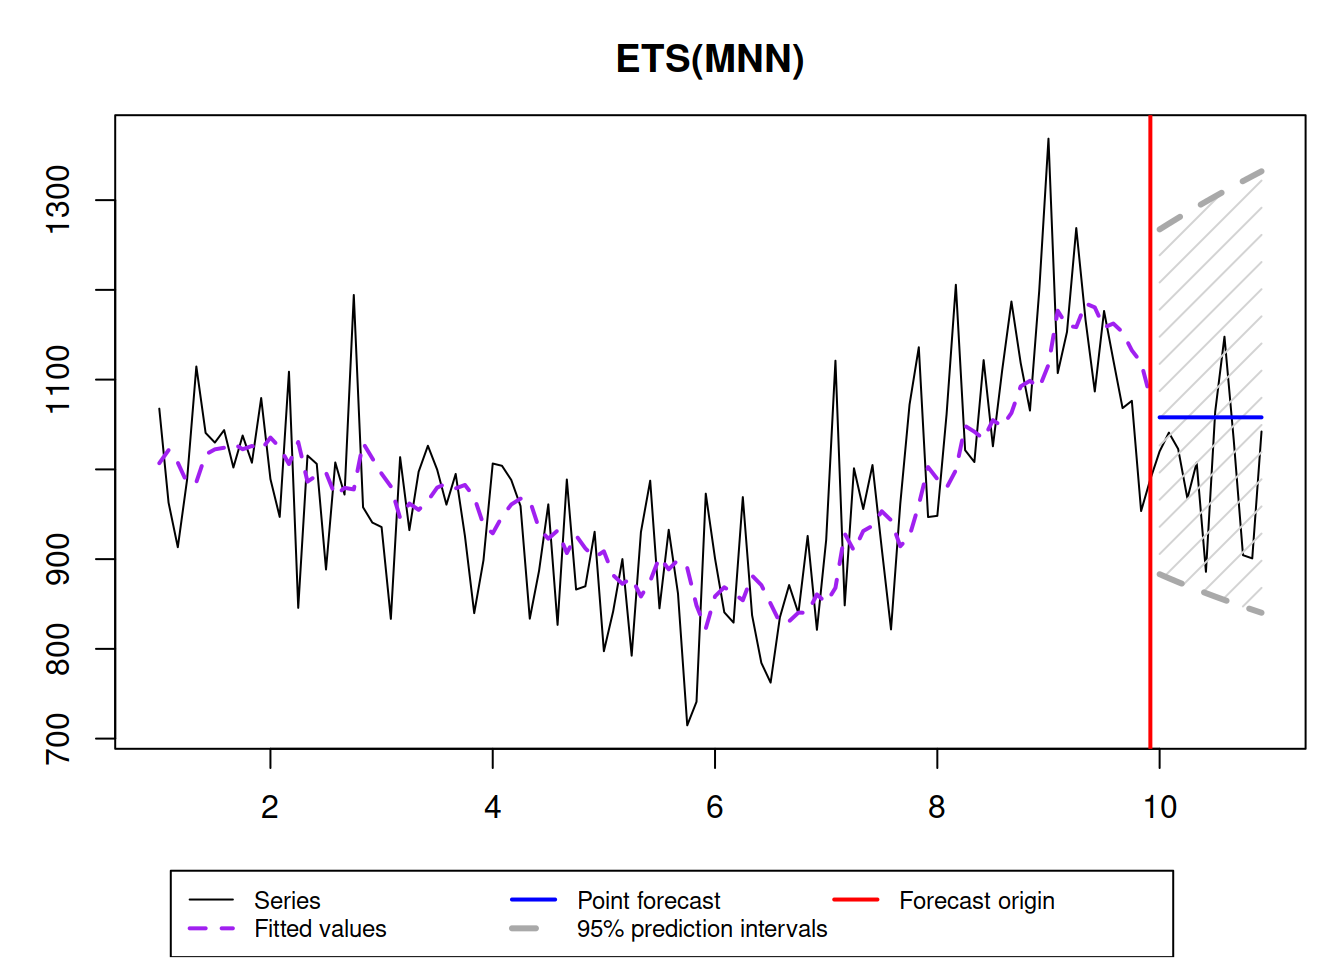 ETS(MNN)
1300
1100
900
800
700
2 4 6 8 10
Series Point forecast Forecast origin
Fitted values 95% prediction intervals